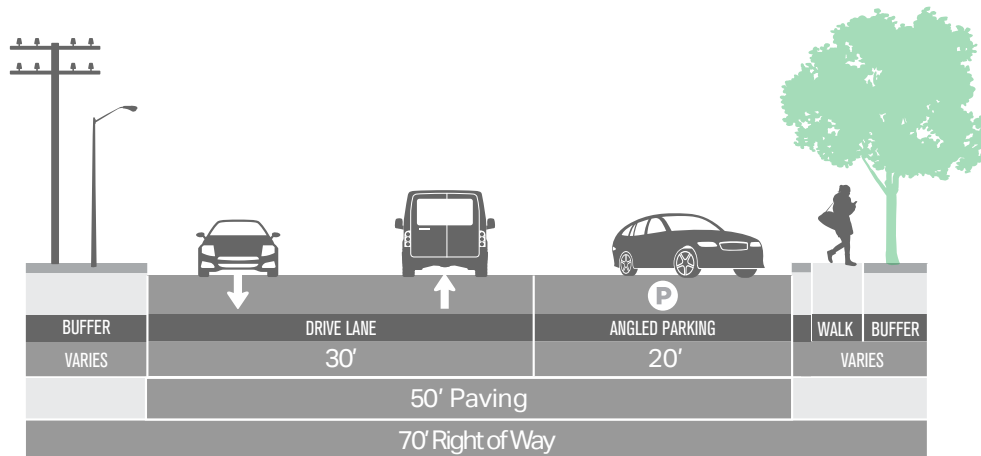 P
BUFFER DRIVE LANE ANGLED PARKING WALK BUFFER
VARIES 30' 20' VARIES
50' Paving
70' Right of Way